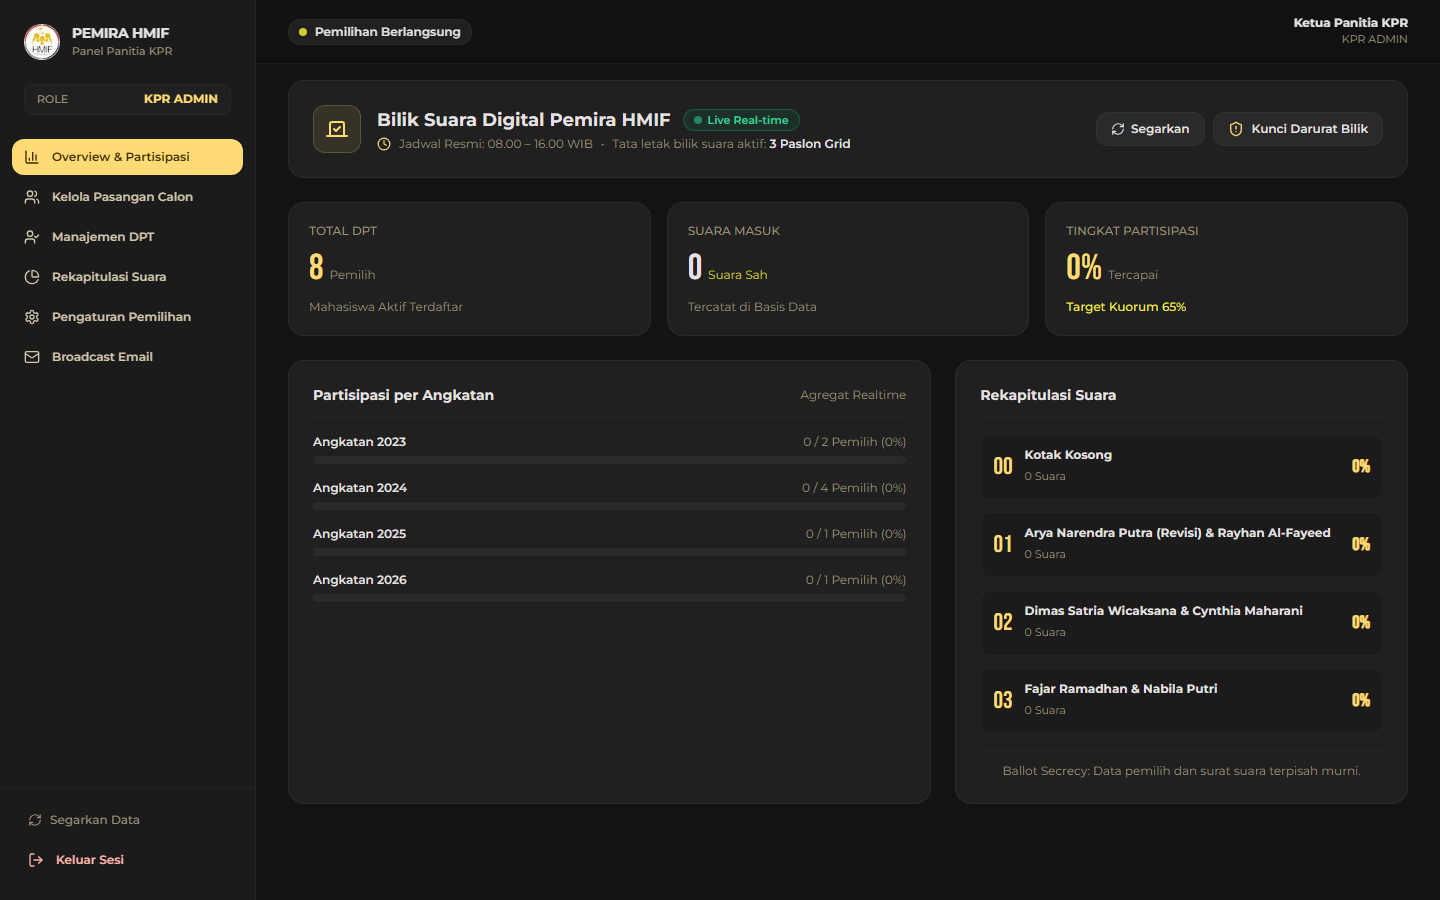 HMIF
PEMIRA HMIF
Panel Panitia KPR
ROLE KPR ADMIN
Overview & Partisipasi
Kelola Pasangan Calon
Manajemen DPT
Rekapitulasi Suara
Pengaturan Pemilihan
Broadcast Email
Segarkan Data
Keluar Sesi
Pemilihan Berlangsung
Ketua Panitia KPR
KPR ADMIN
Bilik Suara Digital Pemira HMIF Live Real-time
Jadwal Resmi: 08.00 – 16.00 WIB • Tata letak bilik suara aktif: 3 Paslon Grid
Segarkan
Kunci Darurat Bilik
TOTAL DPT
8 Pemilih
Mahasiswa Aktif Terdaftar
SUARA MASUK
0 Suara Sah
Tercatat di Basis Data
TINGKAT PARTISIPASI
0% Tercapai
Target Kuorum 65%
Partisipasi per Angkatan Agregat Realtime
Angkatan 2023 0 / 2 Pemilih (0%)
Angkatan 2024 0 / 4 Pemilih (0%)
Angkatan 2025 0 / 1 Pemilih (0%)
Angkatan 2026 0 / 1 Pemilih (0%)
Rekapitulasi Suara
00 Kotak Kosong 0%
0 Suara
01 Arya Narendra Putra (Revisi) & Rayhan Al-Fayeed 0%
0 Suara
02 Dimas Satria Wicaksana & Cynthia Maharani 0%
0 Suara
03 Fajar Ramadhan & Nabila Putri 0%
0 Suara
Ballot Secrecy: Data pemilih dan surat suara terpisah murni.